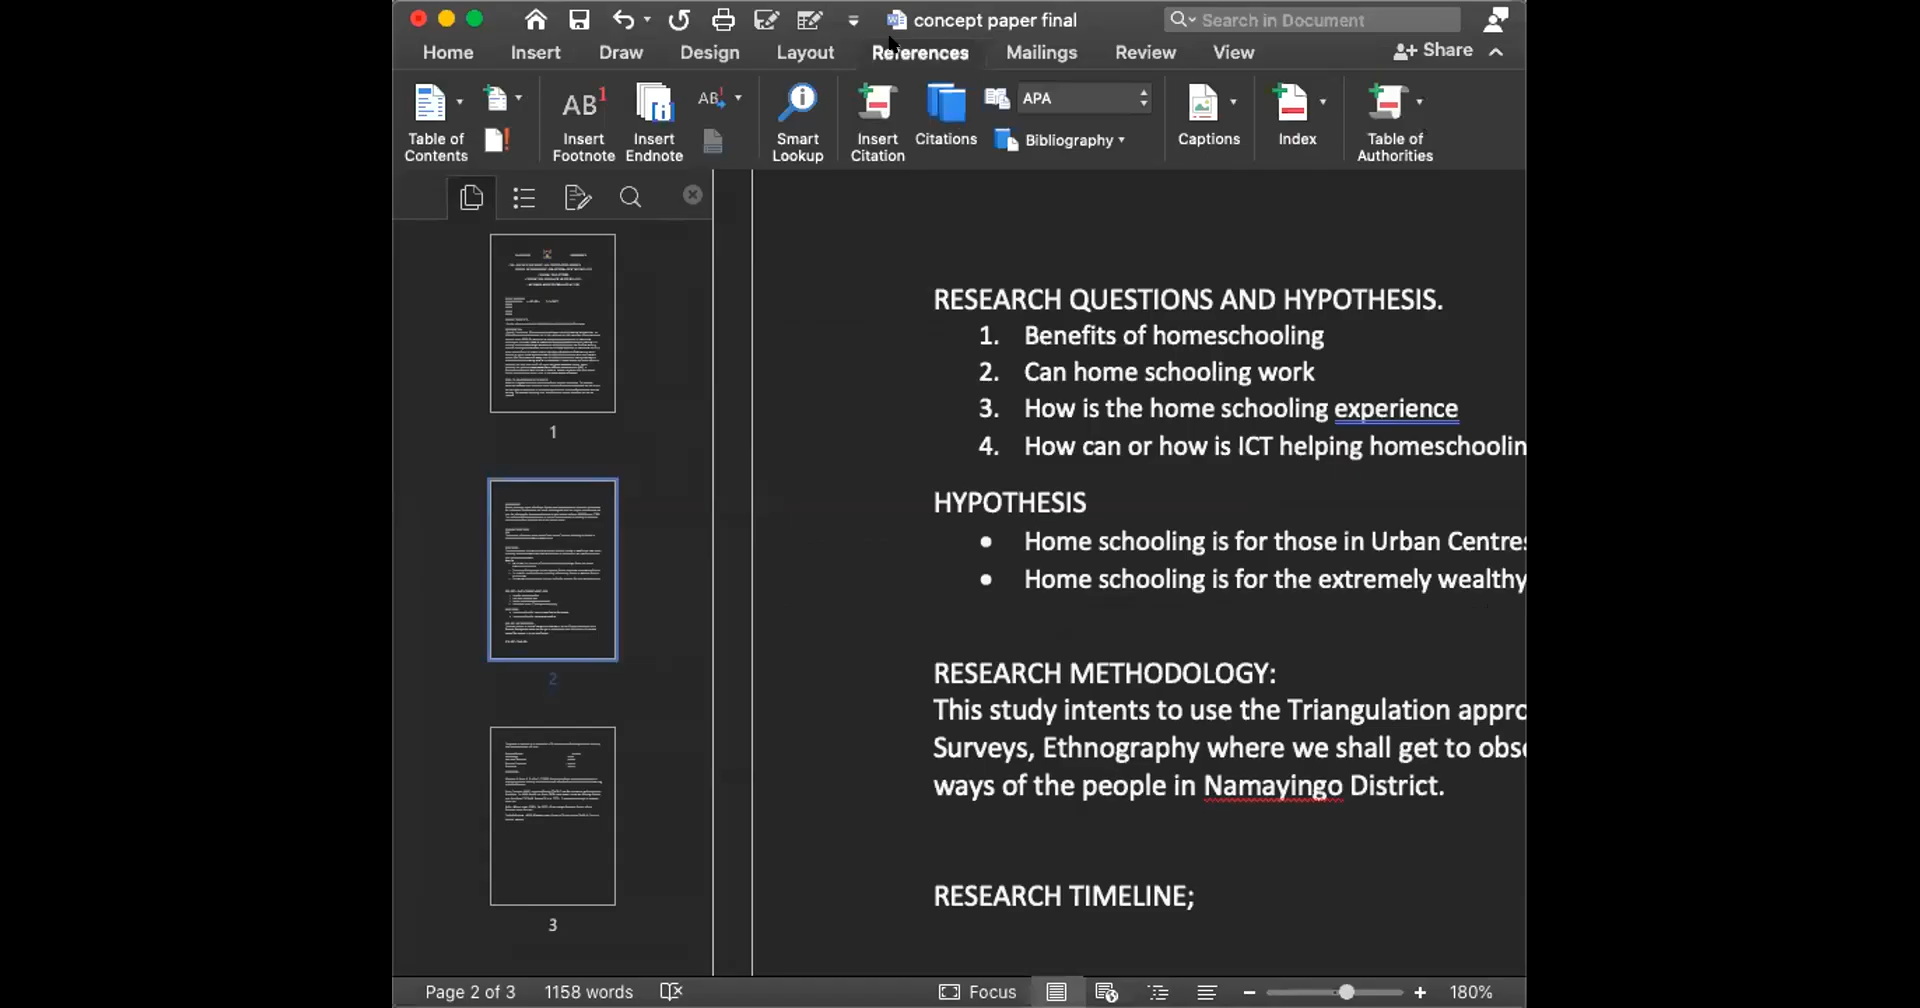 concept paper final
Search in Document
Home Insert Draw Design Layout References Mailings Review View Share
Table of Contents
AB1 Insert Footnote
Insert Endnote
AB
Smart Lookup
Insert Citation
Citations
APA
Bibliography
Captions
Index
Table of Authorities
1
2
3
RESEARCH QUESTIONS AND HYPOTHESIS.
1. Benefits of homeschooling
2. Can home schooling work
3. How is the home schooling experience
4. How can or how is ICT helping homeschoolin
HYPOTHESIS
• Home schooling is for those in Urban Centres
• Home schooling is for the extremely wealthy
RESEARCH METHODOLOGY:
This study intents to use the Triangulation appro
Surveys, Ethnography where we shall get to obse
ways of the people in Namayingo District.
RESEARCH TIMELINE;
Page 2 of 3 1158 words Focus 180%